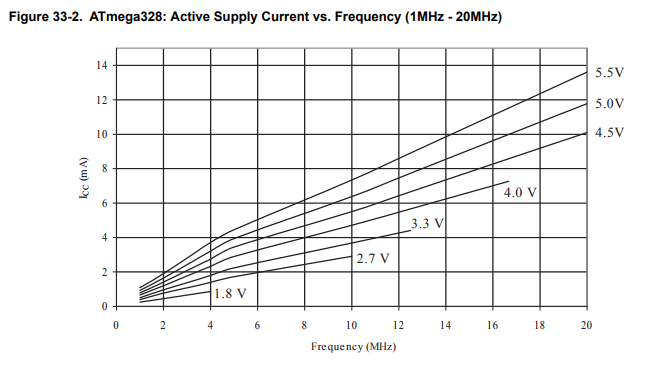 Figure 33-2. ATmega328: Active Supply Current vs. Frequency (1MHz - 20MHz)
14
12
10
8
6
4
2
0
Icc (mA)
5.5V
5.0V
4.5V
4.0 V
3.3 V
2.7 V
1.8 V
0 2 4 6 8 10 12 14 16 18 20
Frequency (MHz)